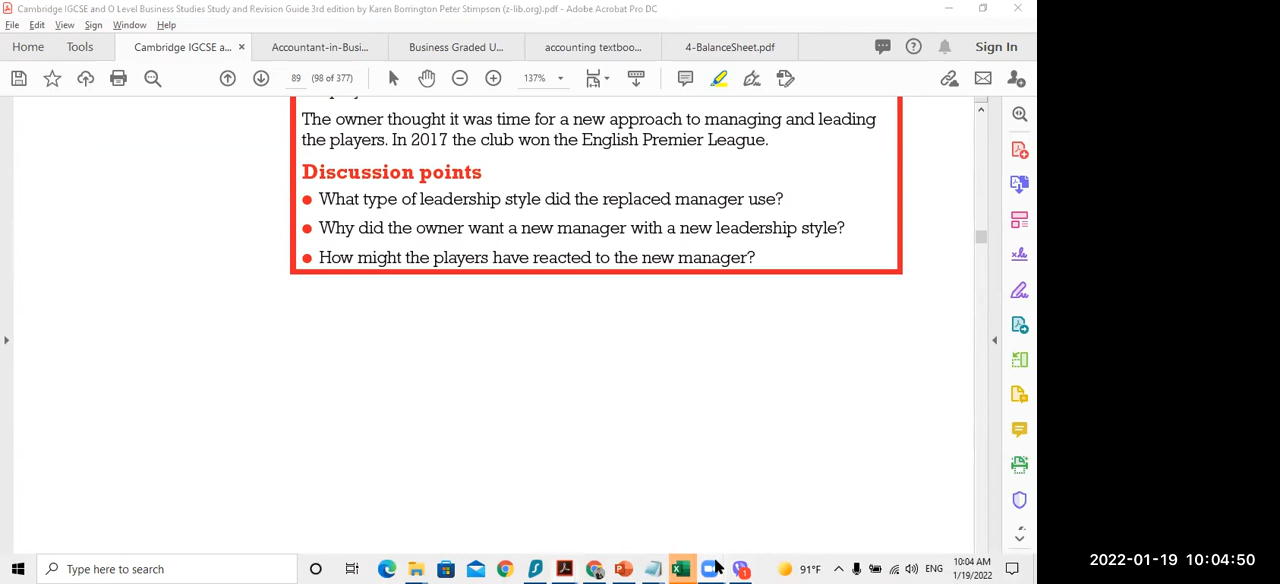 Cambridge IGCSE and O Level Business Studies Study and Revision Guide 3rd edition by Karen Borrington Peter Stimpson (z-lib.org).pdf - Adobe Acrobat Pro DC
File Edit View Sign Window Help
Home Tools Cambridge IGCSE a... × Accountant-in-Busi... Business Graded U... accounting textboo... 4-BalanceSheet.pdf Sign In
89 (98 of 377) 137%
The owner thought it was time for a new approach to managing and leading
the players. In 2017 the club won the English Premier League.
Discussion points
● What type of leadership style did the replaced manager use?
● Why did the owner want a new manager with a new leadership style?
● How might the players have reacted to the new manager?
Type here to search
91°F
ENG
10:04 AM
1/19/2022
2022-01-19 10:04:50